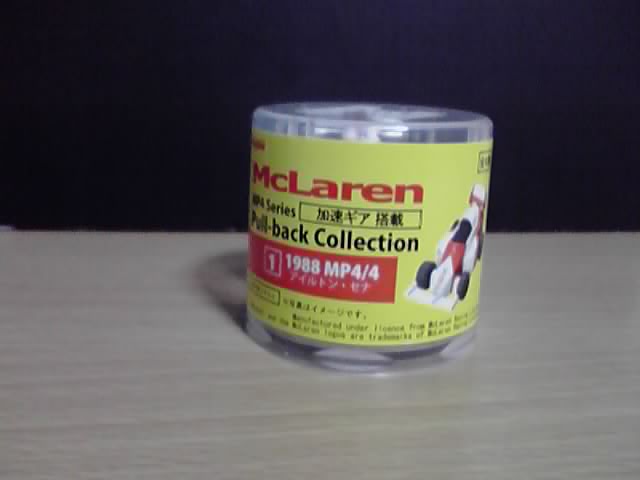 McLaren
MP4 Series
加速ギア 搭載
Pull-back Collection
1 1988 MP4/4
アイルトン・セナ
※写真はイメージです。
Manufactured under licence from McLaren Racing
and the McLaren logos are trademarks of McLaren Racing